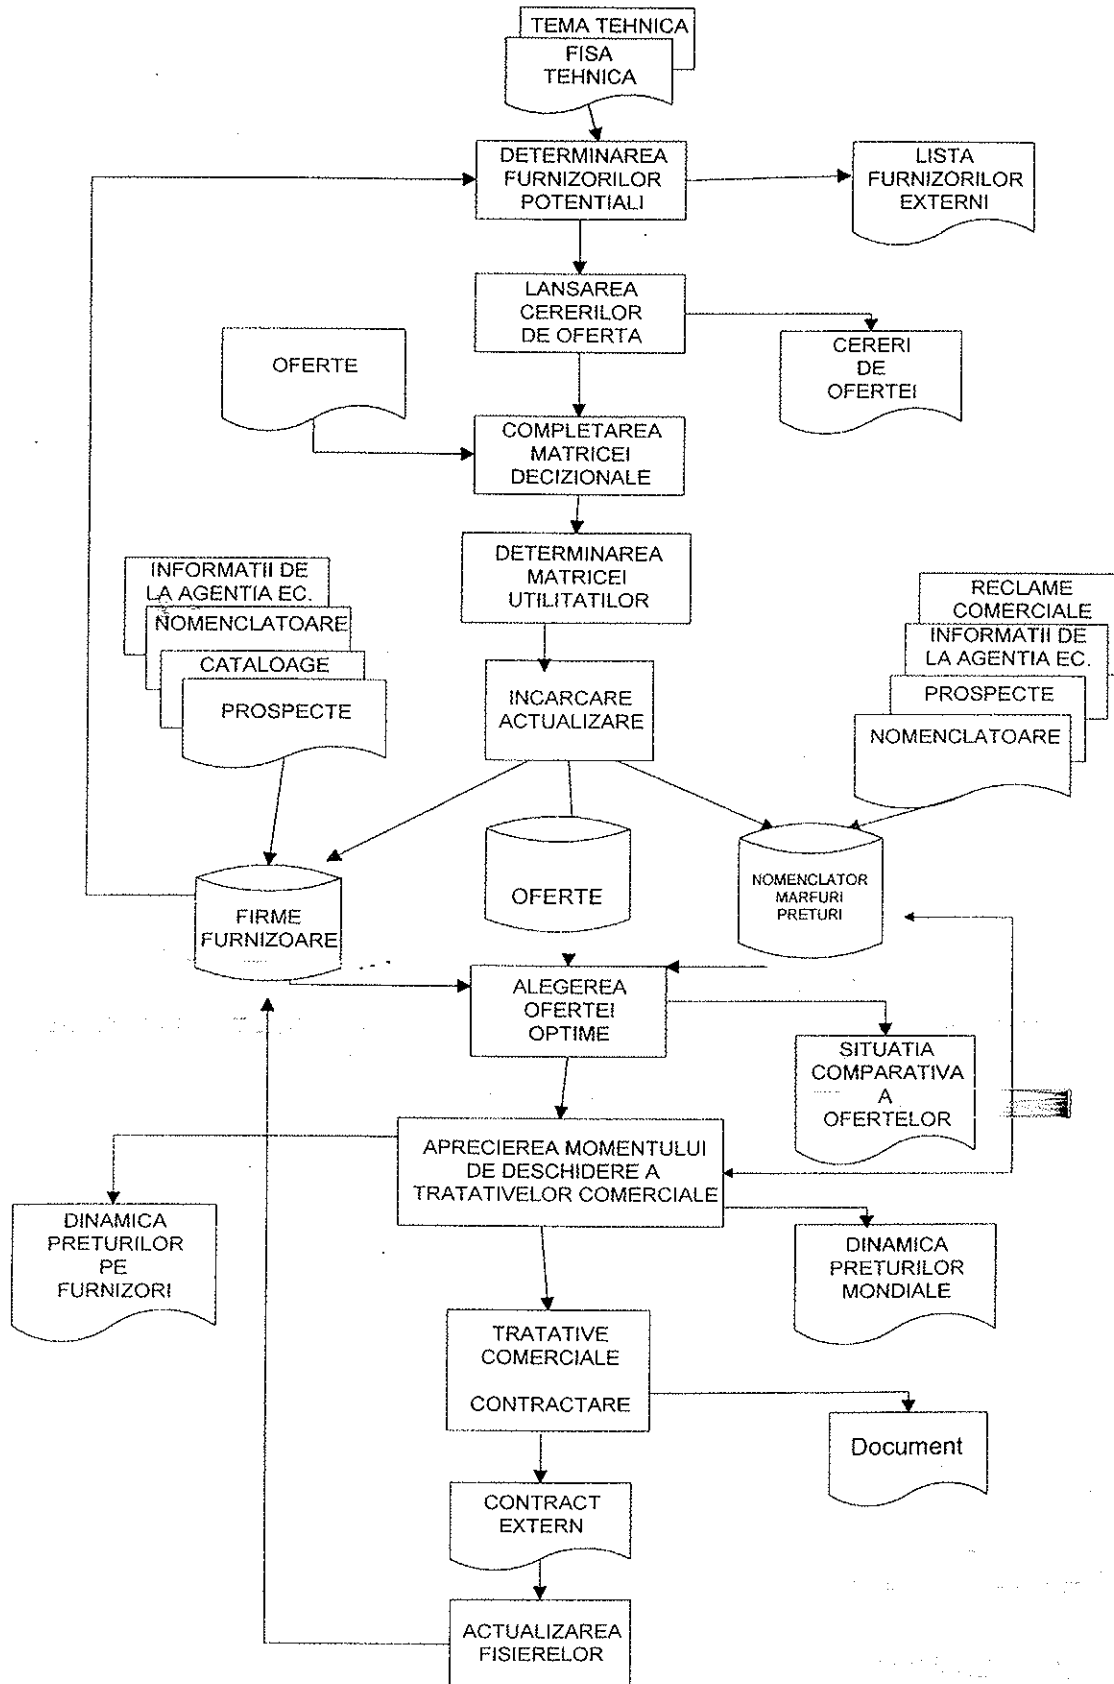 TEMA TEHNICA
FISA
TEHNICA
DETERMINAREA
FURNIZORILOR
POTENTIALI
LISTA
FURNIZORILOR
EXTERNI
LANSAREA
CERERILOR
DE OFERTA
CERERI
DE
OFERTEI
OFERTE
COMPLETAREA
MATRICEI
DECIZIONALE
DETERMINAREA
MATRICEI
UTILITATILOR
INFORMATII DE
LA AGENTIA EC.
NOMENCLATOARE
CATALOAGE
PROSPECTE
RECLAME
COMERCIALE
INFORMATII DE
LA AGENTIA EC.
PROSPECTE
NOMENCLATOARE
INCARCARE
ACTUALIZARE
FIRME
FURNIZOARE
OFERTE
NOMENCLATOR
MARFURI
PRETURI
ALEGEREA
OFERTEI
OPTIME
SITUATIA
COMPARATIVA
A
OFERTELOR
APRECIEREA MOMENTULUI
DE DESCHIDERE A
TRATATIVELOR COMERCIALE
DINAMICA
PRETURILOR
PE
FURNIZORI
DINAMICA
PRETURILOR
MONDIALE
TRATATIVE
COMERCIALE
CONTRACTARE
Document
CONTRACT
EXTERN
ACTUALIZAREA
FISIERELOR